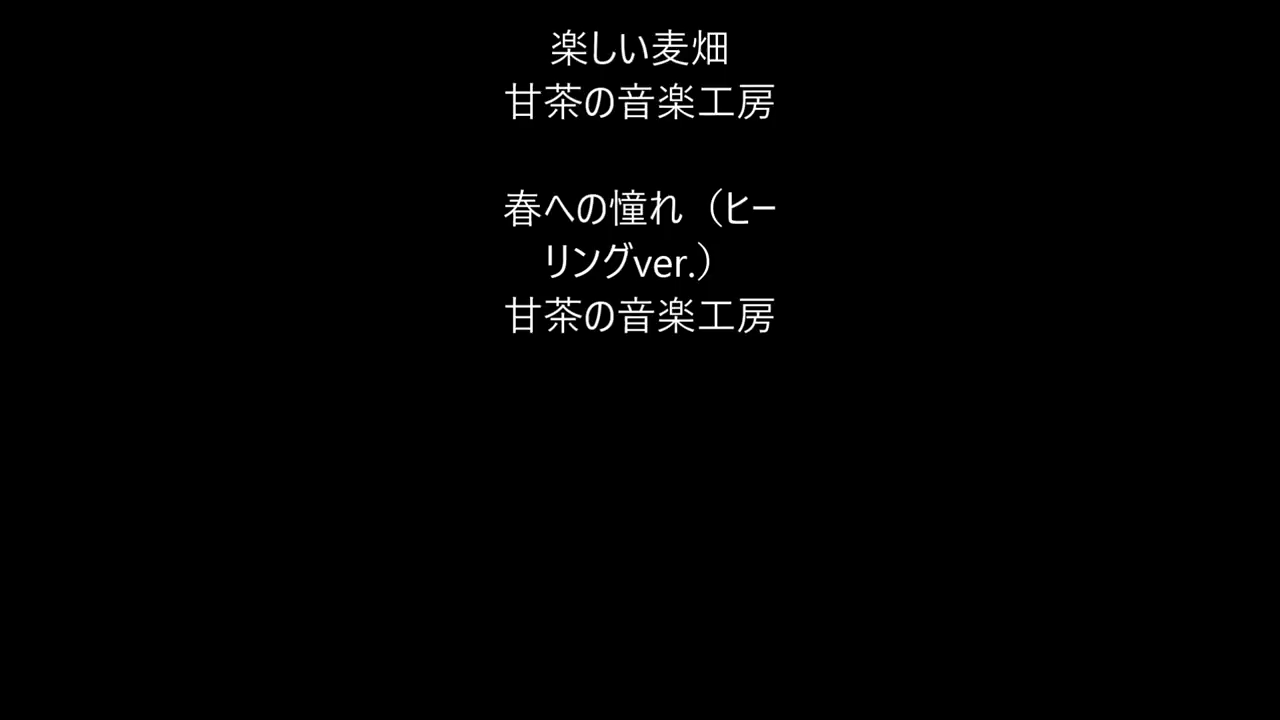 楽しい麦畑
甘茶の音楽工房
春への憧れ（ヒー
リングver.）
甘茶の音楽工房